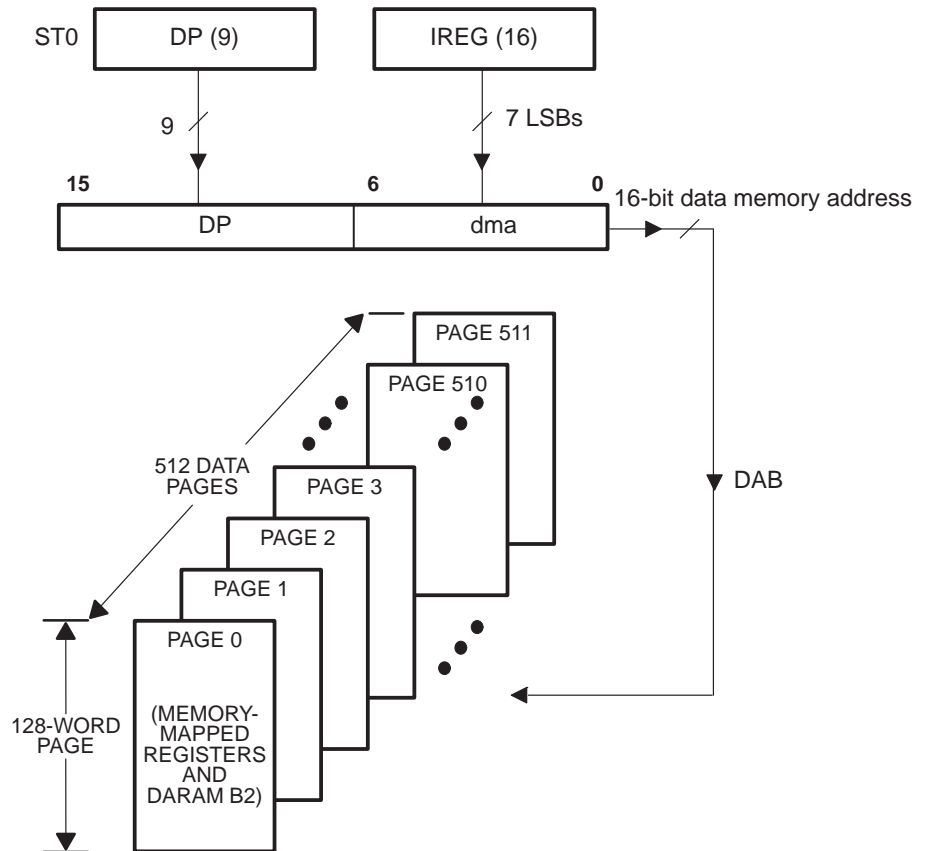 ST0
DP (9)
IREG (16)
9
7 LSBs
15
6
0
16-bit data memory address
DP
dma
PAGE 511
PAGE 510
512 DATA
PAGES
DAB
PAGE 3
PAGE 2
PAGE 1
PAGE 0
128-WORD
PAGE
(MEMORY-
MAPPED
REGISTERS
AND
DARAM B2)